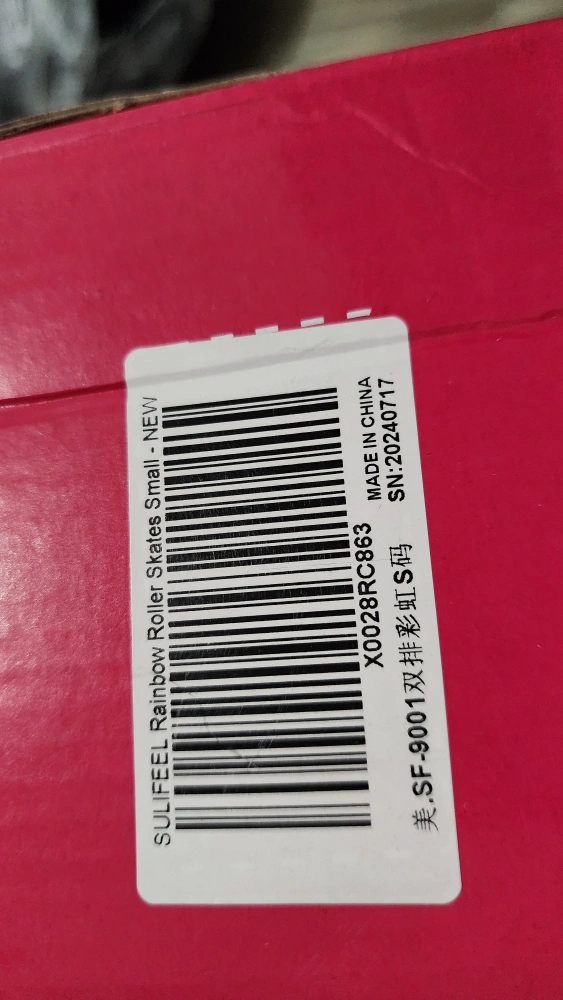 SULIFEEL Rainbow Roller Skates Small - NEW
X0028RC863
MADE IN CHINA
SN:20240717
美.SF-9001双排彩虹S码